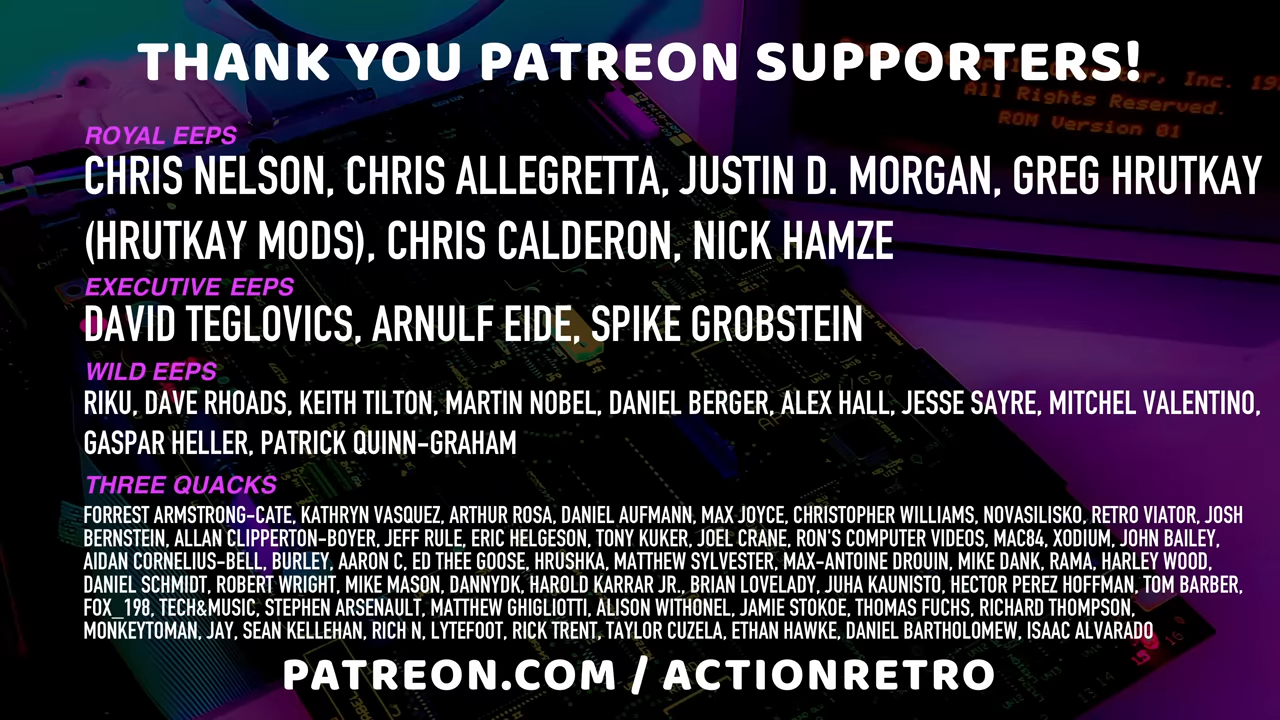 THANK YOU PATREON SUPPORTERS!
Apple
, Inc. 19
All Rights Reserved.
ROM Version 01
ROYAL EEPS
CHRIS NELSON, CHRIS ALLEGRETTA, JUSTIN D. MORGAN, GREG HRUTKAY
(HRUTKAY MODS), CHRIS CALDERON, NICK HAMZE
EXECUTIVE EEPS
DAVID TEGLOVICS, ARNULF EIDE, SPIKE GROBSTEIN
WILD EEPS
RIKU, DAVE RHOADS, KEITH TILTON, MARTIN NOBEL, DANIEL BERGER, ALEX HALL, JESSE SAYRE, MITCHEL VALENTINO,
GASPAR HELLER, PATRICK QUINN-GRAHAM
THREE QUACKS
FORREST ARMSTRONG-CATE, KATHRYN VASQUEZ, ARTHUR ROSA, DANIEL AUFMANN, MAX JOYCE, CHRISTOPHER WILLIAMS, NOVASILISKO, RETRO VIATOR, JOSH
BERNSTEIN, ALLAN CLIPPERTON-BOYER, JEFF RULE, ERIC HELGESON, TONY KUKER, JOEL CRANE, RON'S COMPUTER VIDEOS, MAC84, XODIUM, JOHN BAILEY,
AIDAN CORNELIUS-BELL, BURLEY, AARON C, ED THEE GOOSE, HRUSHKA, MATTHEW SYLVESTER, MAX-ANTOINE DROUIN, MIKE DANK, RAMA, HARLEY WOOD,
DANIEL SCHMIDT, ROBERT WRIGHT, MIKE MASON, DANNYDK, HAROLD KARRAR JR., BRIAN LOVELADY, JUHA KAUNISTO, HECTOR PEREZ HOFFMAN, TOM BARBER,
FOX_198, TECH&MUSIC, STEPHEN ARSENAULT, MATTHEW GHIGLIOTTI, ALISON WITHONEL, JAMIE STOKOE, THOMAS FUCHS, RICHARD THOMPSON,
MONKEYTOMAN, JAY, SEAN KELLEHAN, RICH N, LYTEFOOT, RICK TRENT, TAYLOR CUZELA, ETHAN HAWKE, DANIEL BARTHOLOMEW, ISAAC ALVARADO
PATREON.COM / ACTIONRETRO